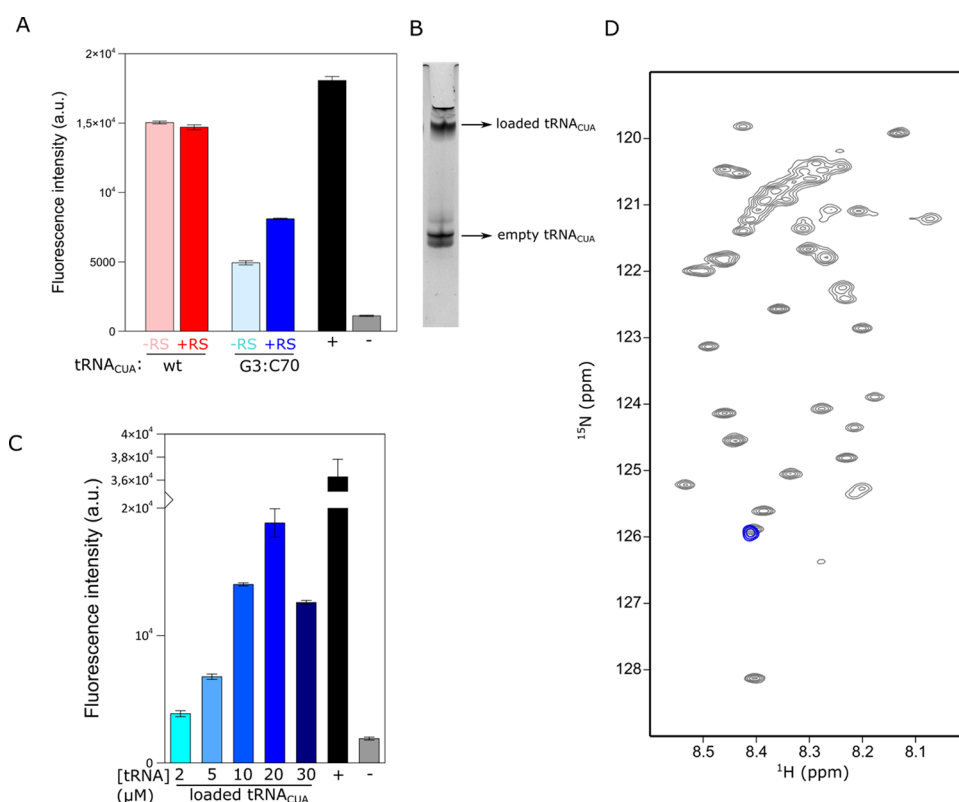 A
Fluorescence intensity (a.u.)
2×10⁴
1,5×10⁴
10⁴
5000
0
-RS +RS -RS +RS + -
tRNA_CUA: wt G3:C70
B
loaded tRNA_CUA
empty tRNA_CUA
C
Fluorescence intensity (a.u.)
4×10⁴
3,8×10⁴
3,6×10⁴
2×10⁴
10⁴
0
[tRNA] 2 5 10 20 30 + -
(μM) loaded tRNA_CUA
D
¹⁵N (ppm)
120
121
122
123
124
125
126
127
128
8.5 8.4 8.3 8.2 8.1
¹H (ppm)